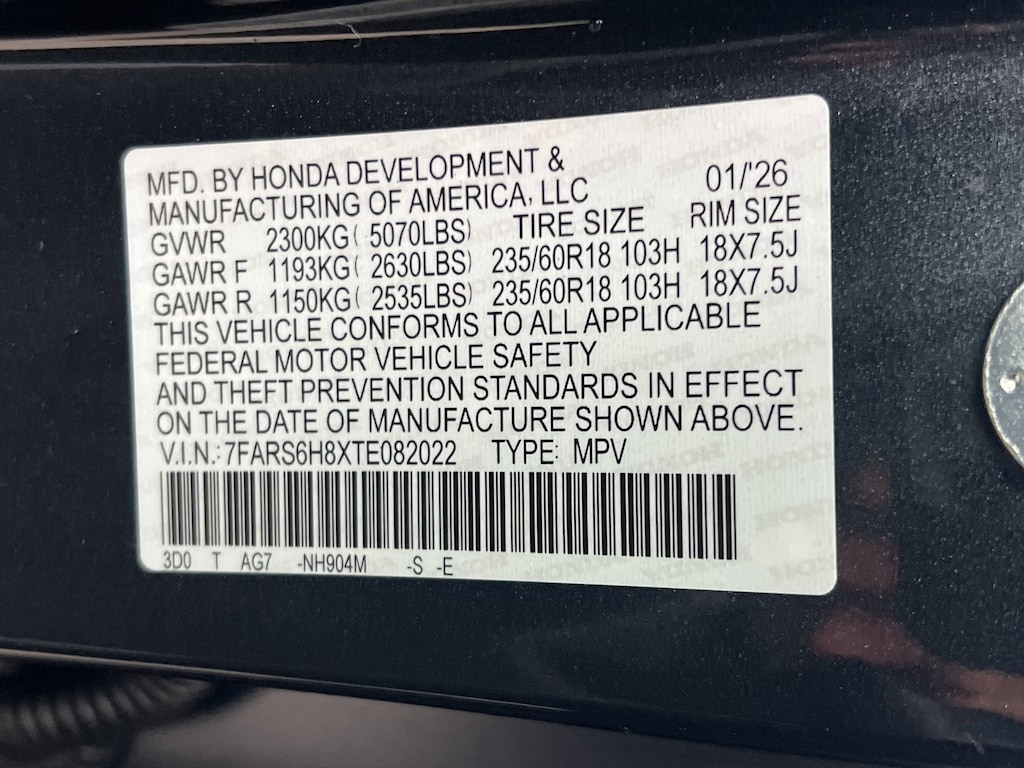 MFD. BY HONDA DEVELOPMENT &
MANUFACTURING OF AMERICA, LLC 01/'26
GVWR 2300KG( 5070LBS) TIRE SIZE RIM SIZE
GAWR F 1193KG( 2630LBS) 235/60R18 103H 18X7.5J
GAWR R 1150KG( 2535LBS) 235/60R18 103H 18X7.5J
THIS VEHICLE CONFORMS TO ALL APPLICABLE
FEDERAL MOTOR VEHICLE SAFETY
AND THEFT PREVENTION STANDARDS IN EFFECT
ON THE DATE OF MANUFACTURE SHOWN ABOVE.
V.I.N.: 7FARS6H8XTE082022 TYPE: MPV
3D0 T AG7 -NH904M -S -E